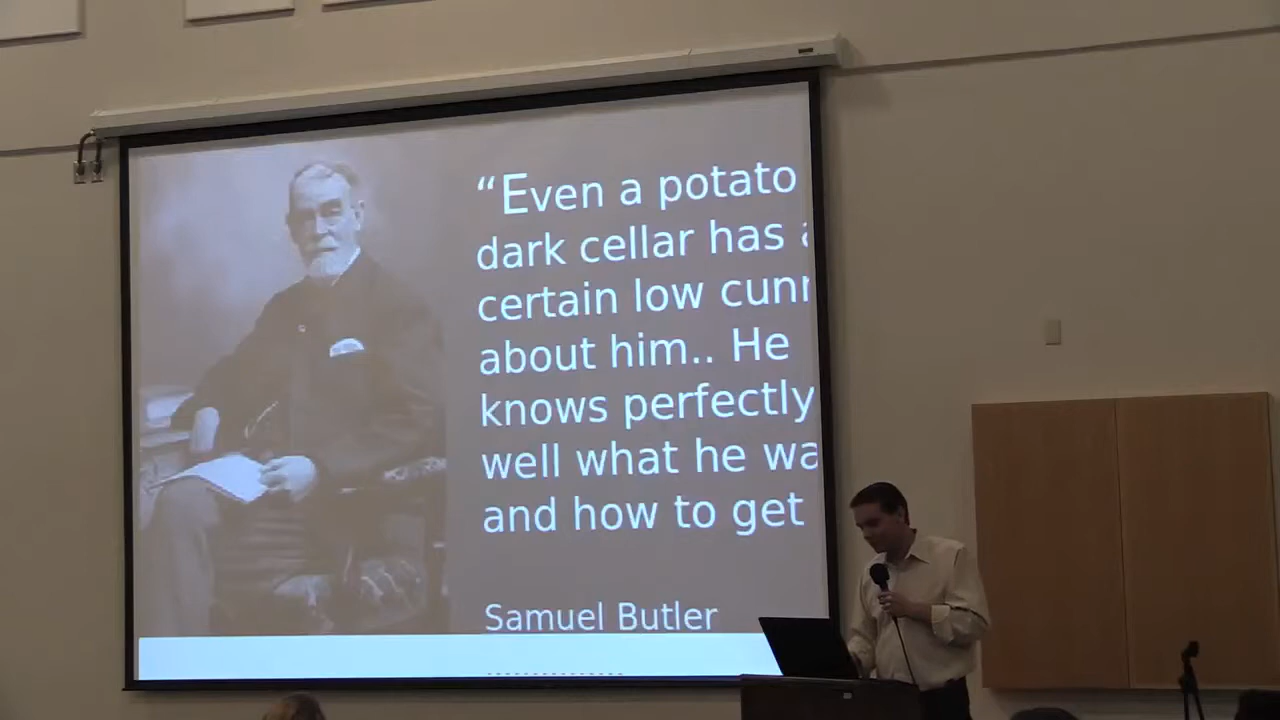 “Even a potato
dark cellar has a
certain low cunn
about him.. He
knows perfectly
well what he wa
and how to get
Samuel Butler